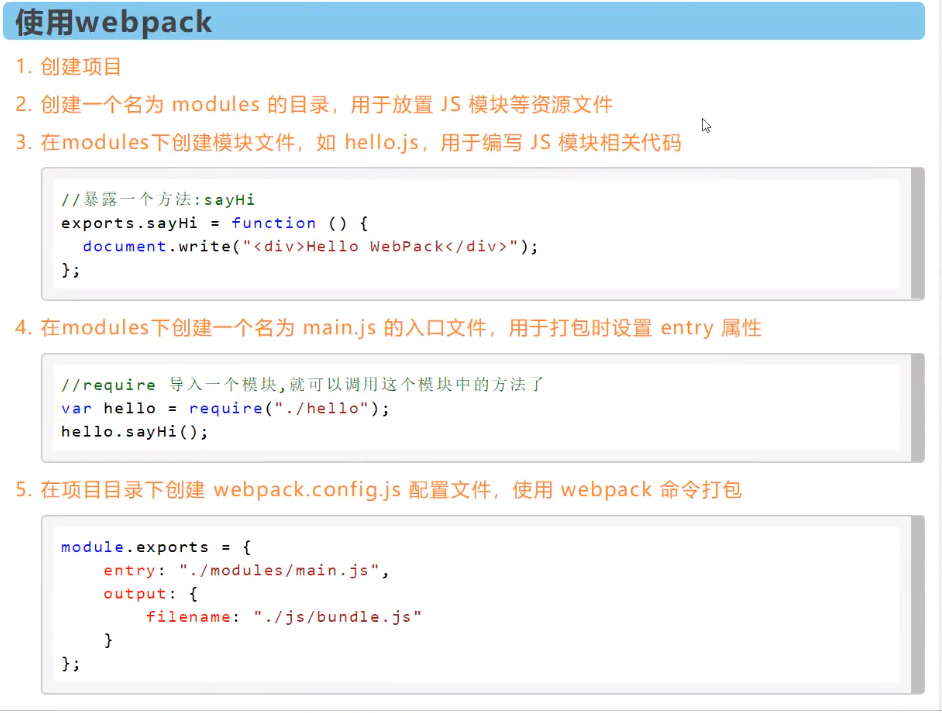 使用webpack
1. 创建项目
2. 创建一个名为 modules 的目录，用于放置 JS 模块等资源文件
3. 在modules下创建模块文件，如 hello.js，用于编写 JS 模块相关代码
//暴露一个方法:sayHi
exports.sayHi = function () {
  document.write("<div>Hello WebPack</div>");
};
4. 在modules下创建一个名为 main.js 的入口文件，用于打包时设置 entry 属性
//require 导入一个模块,就可以调用这个模块中的方法了
var hello = require("./hello");
hello.sayHi();
5. 在项目目录下创建 webpack.config.js 配置文件，使用 webpack 命令打包
module.exports = {
    entry: "./modules/main.js",
    output: {
        filename: "./js/bundle.js"
    }
};